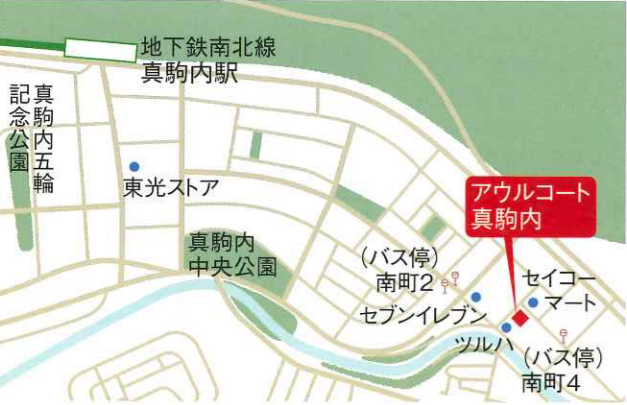 地下鉄南北線
真駒内駅
真駒内五輪
記念公園
東光ストア
真駒内
中央公園
アウルコート
真駒内
(バス停)
南町2
セブンイレブン
セイコー
マート
ツルハ
(バス停)
南町4